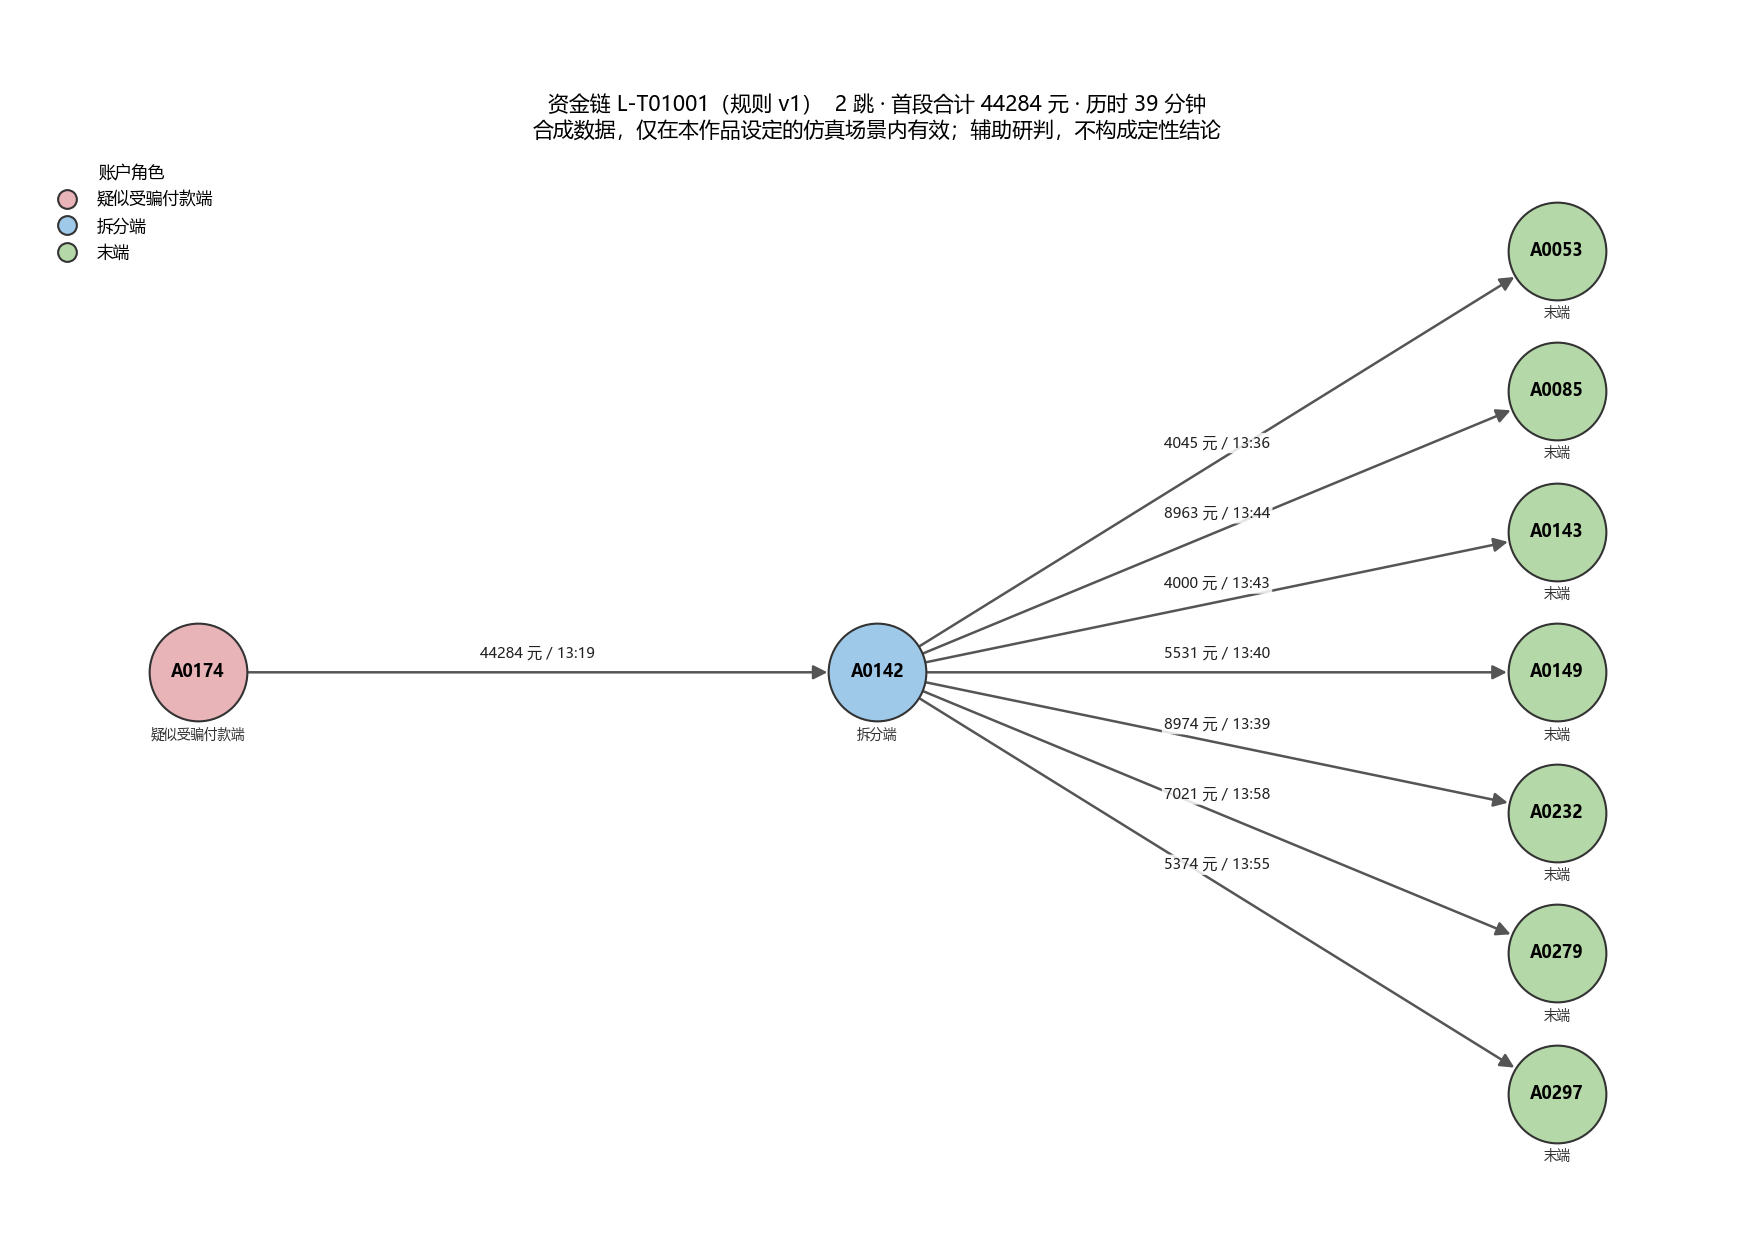 资金链 L-T01001（规则 v1） 2 跳 · 首段合计 44284 元 · 历时 39 分钟
合成数据，仅在本作品设定的仿真场景内有效；辅助研判，不构成定性结论
账户角色
疑似受骗付款端
拆分端
末端
A0053
末端
A0085
末端
4045 元 / 13:36
8963 元 / 13:44
A0143
末端
4000 元 / 13:43
44284 元 / 13:19
5531 元 / 13:40
A0174
疑似受骗付款端
A0142
拆分端
A0149
末端
8974 元 / 13:39
7021 元 / 13:58
A0232
末端
5374 元 / 13:55
A0279
末端
A0297
末端